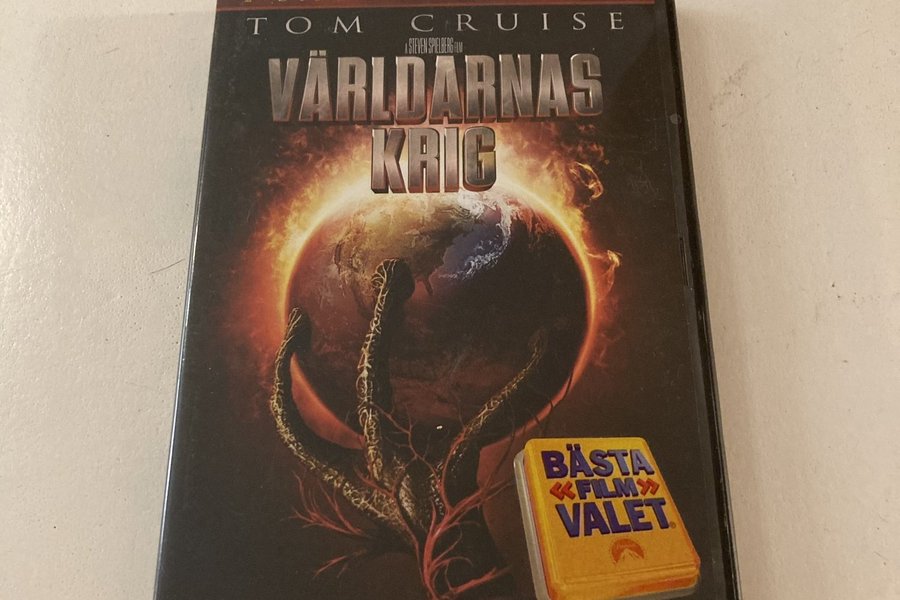 TOM CRUISE
A STEVEN SPIELBERG FILM
VÄRLDARNAS
KRIG
BÄSTA
«FILM»
VALET®